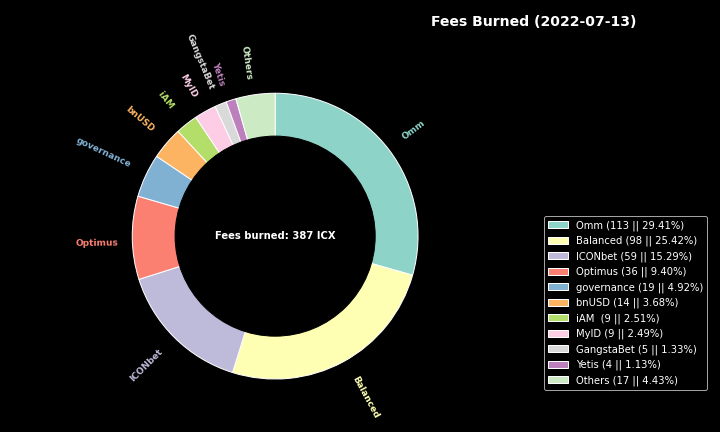 Fees Burned (2022-07-13)
Others
Yetis
GangstaBet
MyID
iAM
bnUSD
governance
Optimus
ICONbet
Balanced
Omm
Fees burned: 387 ICX
Omm (113 || 29.41%)
Balanced (98 || 25.42%)
ICONbet (59 || 15.29%)
Optimus (36 || 9.40%)
governance (19 || 4.92%)
bnUSD (14 || 3.68%)
iAM  (9 || 2.51%)
MyID (9 || 2.49%)
GangstaBet (5 || 1.33%)
Yetis (4 || 1.13%)
Others (17 || 4.43%)